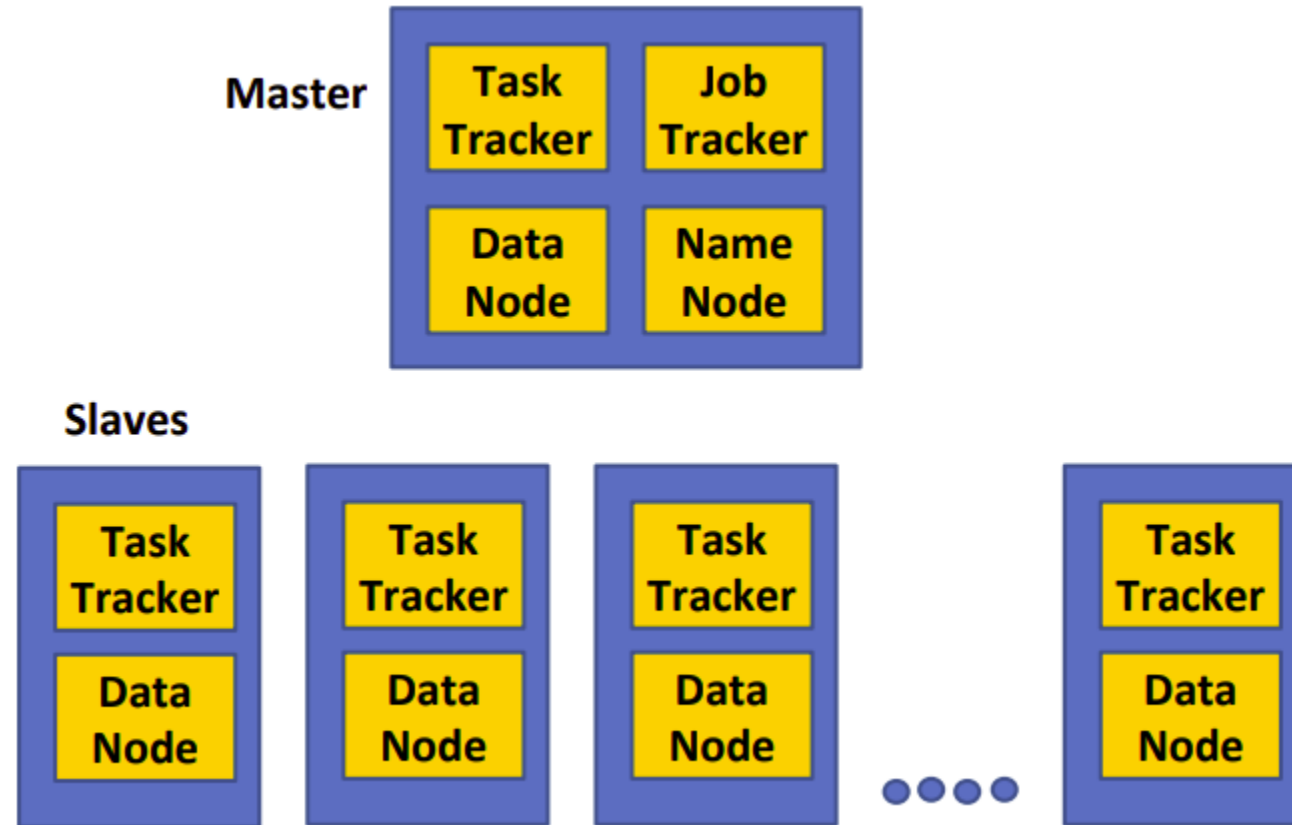 Master
Task
Tracker
Job
Tracker
Data
Node
Name
Node
Slaves
Task
Tracker
Data
Node
Task
Tracker
Data
Node
Task
Tracker
Data
Node
Task
Tracker
Data
Node